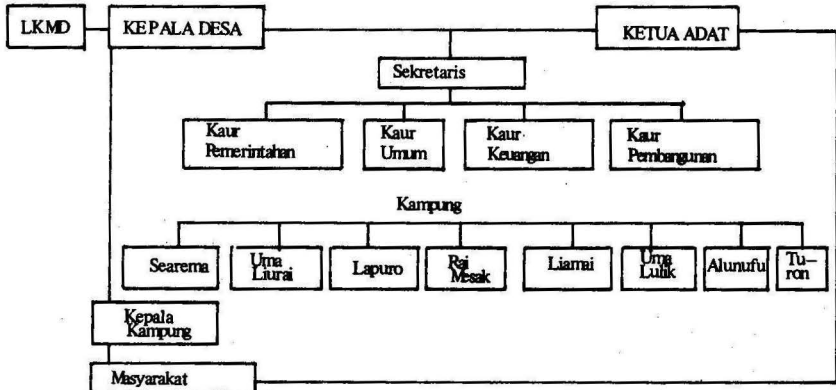 LKMD KEPALA DESA KETUA ADAT
Sekretaris
Kaur
Pemerintahan
Kaur
Umum
Kaur
Keuangan
Kaur
Pembangunan
Kampung
Searema
Uma
Liurai
Lapuro
Rai
Mesak
Liamai
Uma
Lulik
Alunufu
Tu-
ron
Kepala
Kampung
Masyarakat